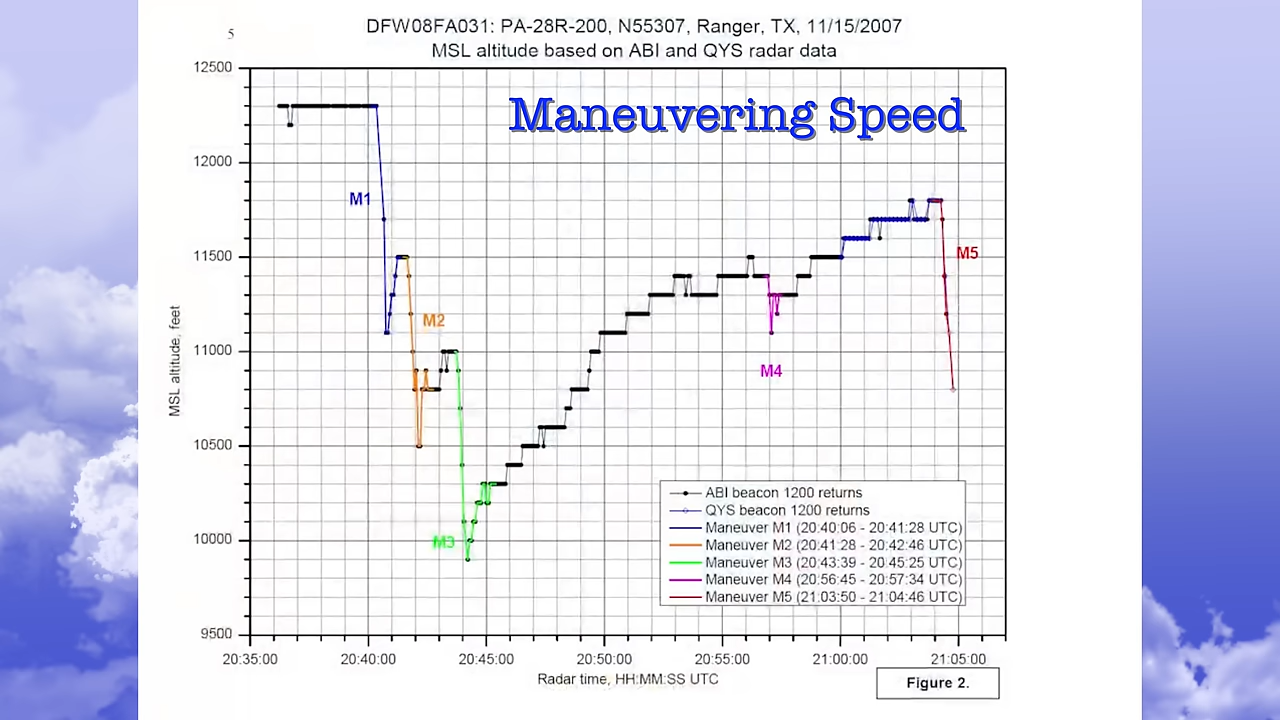 DFW08FA031: PA-28R-200, N55307, Ranger, TX, 11/15/2007
5
MSL altitude based on ABI and QYS radar data
12500
Maneuvering Speed
12000
M1
11500
M5
M2
11000
M4
MSL altitude, feet
10500
ABI beacon 1200 returns
QYS beacon 1200 returns
Maneuver M1 (20:40:06 - 20:41:28 UTC)
10000
M3
Maneuver M2 (20:41:28 - 20:42:46 UTC)
Maneuver M3 (20:43:39 - 20:45:25 UTC)
Maneuver M4 (20:56:45 - 20:57:34 UTC)
Maneuver M5 (21:03:50 - 21:04:46 UTC)
9500
20:35:00 20:40:00 20:45:00 20:50:00 20:55:00 21:00:00 21:05:00
Radar time, HH:MM:SS UTC
Figure 2.